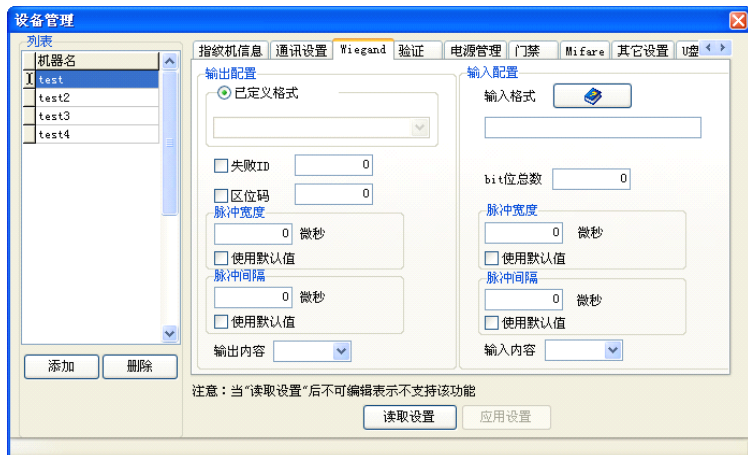 设备管理
列表
机器名
test
test2
test3
test4
添加 删除
指纹机信息 通讯设置 Wiegand 验证 电源管理 门禁 Mifare 其它设置 U盘
输出配置
已定义格式
失败ID 0
区位码 0
脉冲宽度
0 微秒
使用默认值
脉冲间隔
0 微秒
使用默认值
输出内容
输入配置
输入格式
bit位总数 0
脉冲宽度
0 微秒
使用默认值
脉冲间隔
0 微秒
使用默认值
输入内容
注意：当"读取设置"后不可编辑表示不支持该功能
读取设置 应用设置